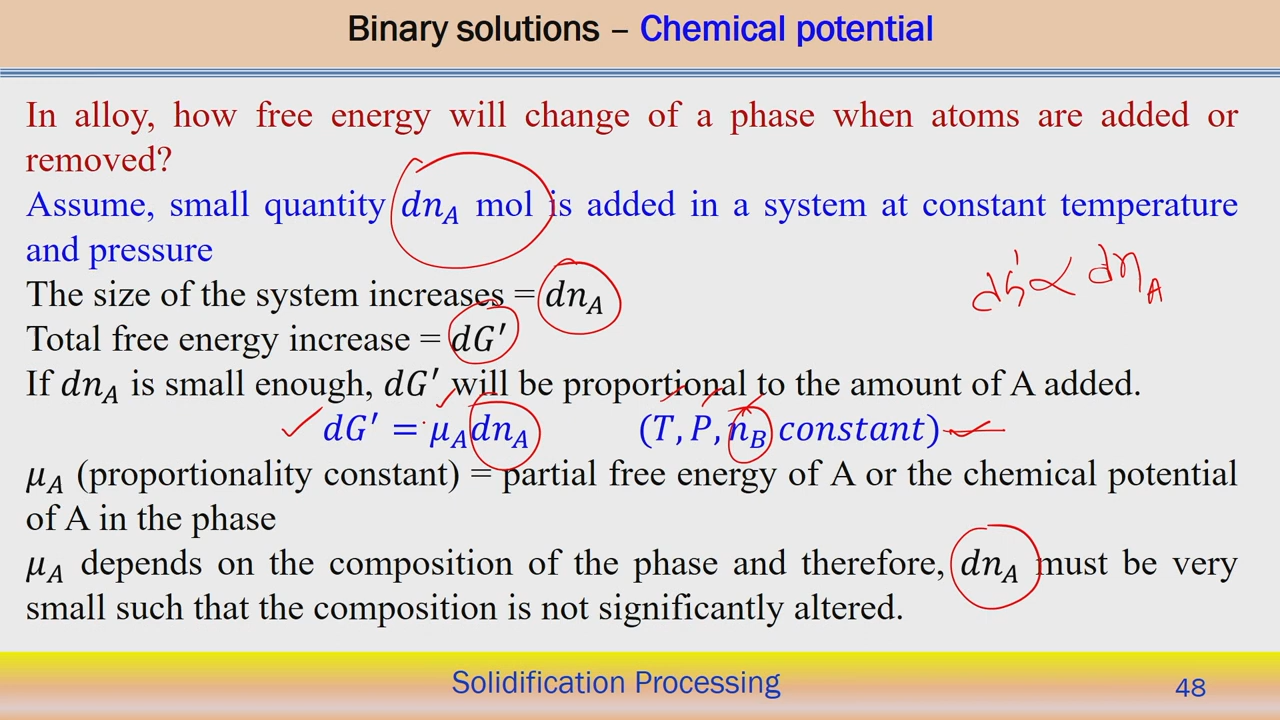 Binary solutions – Chemical potential
In alloy, how free energy will change of a phase when atoms are added or
removed?
Assume, small quantity dn_A mol is added in a system at constant temperature
and pressure
The size of the system increases = dn_A
dG' ∝ dn_A
Total free energy increase = dG′
If dn_A is small enough, dG′ will be proportional to the amount of A added.
dG′ = μ_A dn_A (T, P, n_B constant)
μ_A (proportionality constant) = partial free energy of A or the chemical potential
of A in the phase
μ_A depends on the composition of the phase and therefore, dn_A must be very
small such that the composition is not significantly altered.
Solidification Processing
48